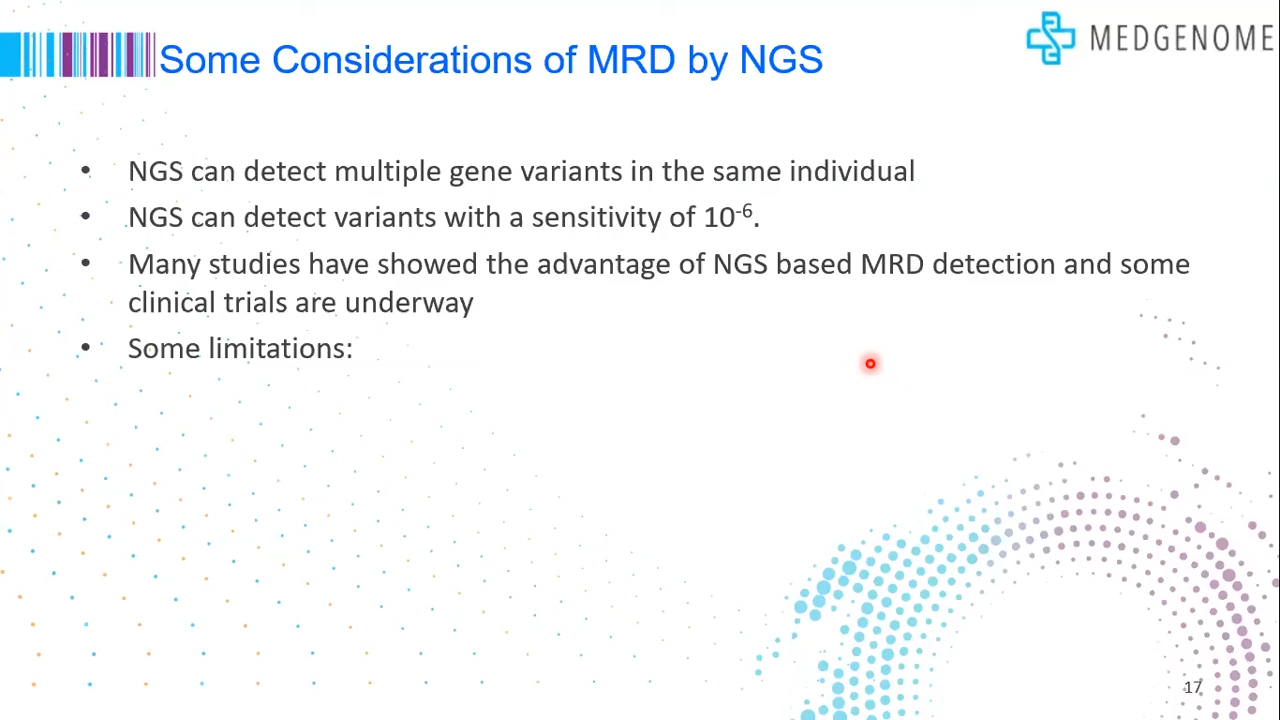 Some Considerations of MRD by NGS
MEDGENOME
• NGS can detect multiple gene variants in the same individual
• NGS can detect variants with a sensitivity of 10⁻⁶.
• Many studies have showed the advantage of NGS based MRD detection and some
clinical trials are underway
• Some limitations:
17